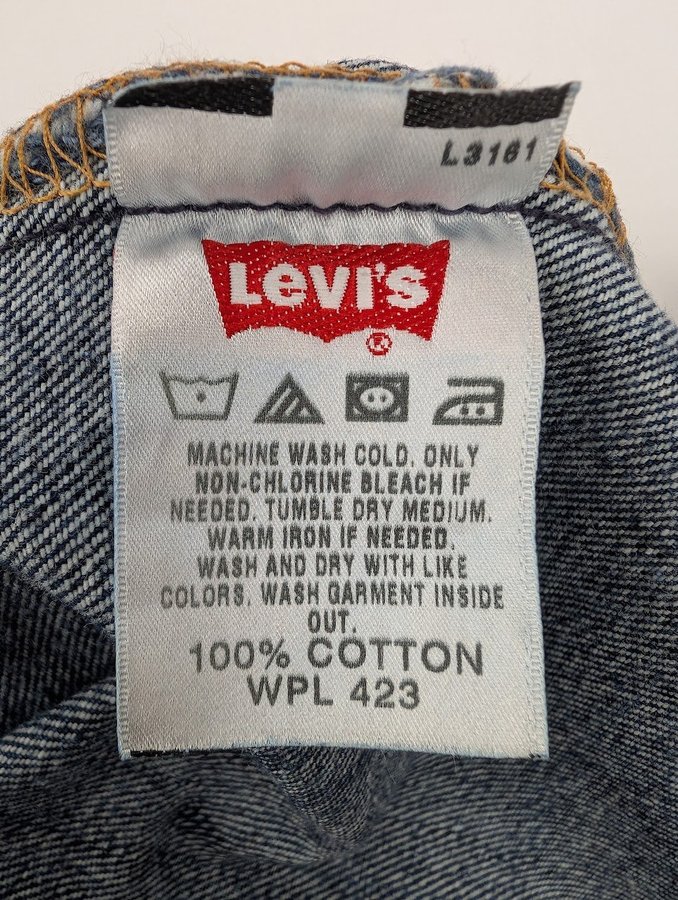 L3161
Levi's
®
MACHINE WASH COLD, ONLY
NON-CHLORINE BLEACH IF
NEEDED, TUMBLE DRY MEDIUM.
WARM IRON IF NEEDED.
WASH AND DRY WITH LIKE
COLORS. WASH GARMENT INSIDE
OUT.
100% COTTON
WPL 423